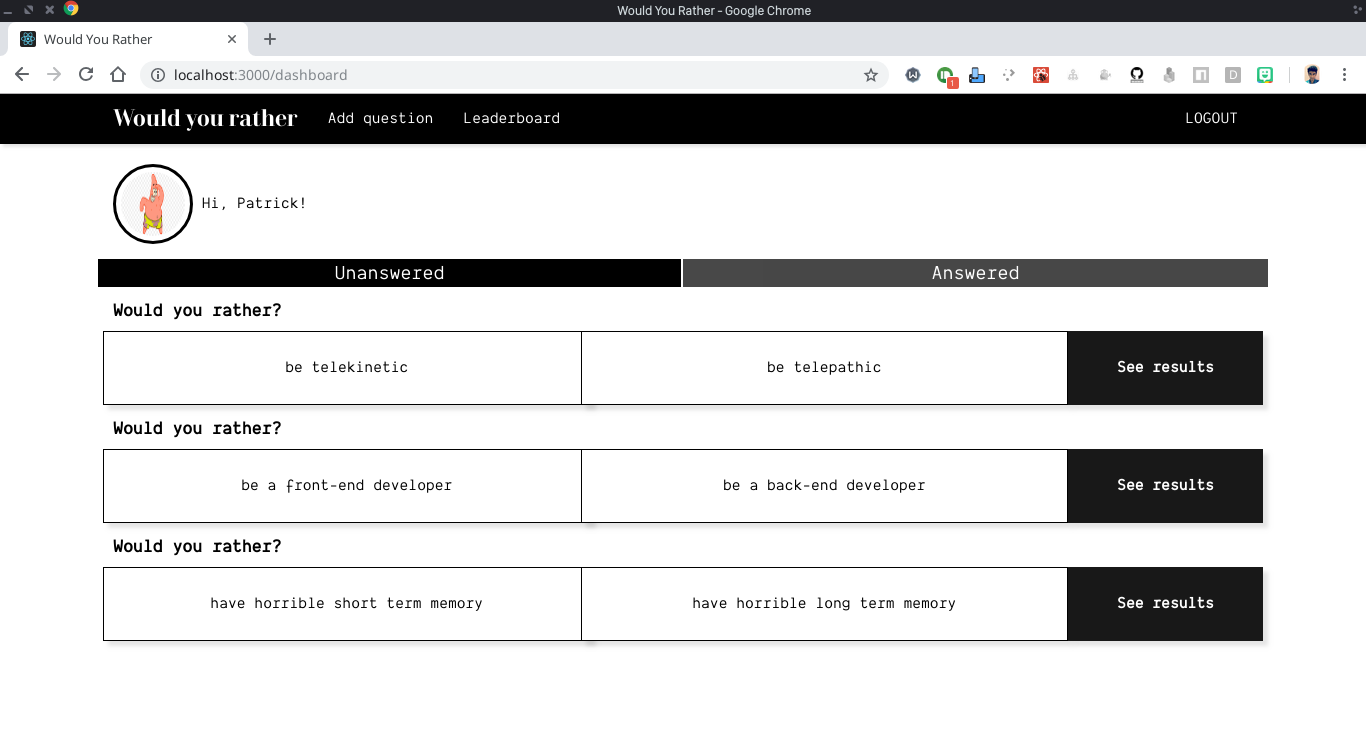 Would You Rather - Google Chrome
Would You Rather
localhost:3000/dashboard
1
D
Would you rather Add question Leaderboard LOGOUT
Hi, Patrick!
Unanswered Answered
Would you rather?
be telekinetic be telepathic See results
Would you rather?
be a front-end developer be a back-end developer See results
Would you rather?
have horrible short term memory have horrible long term memory See results